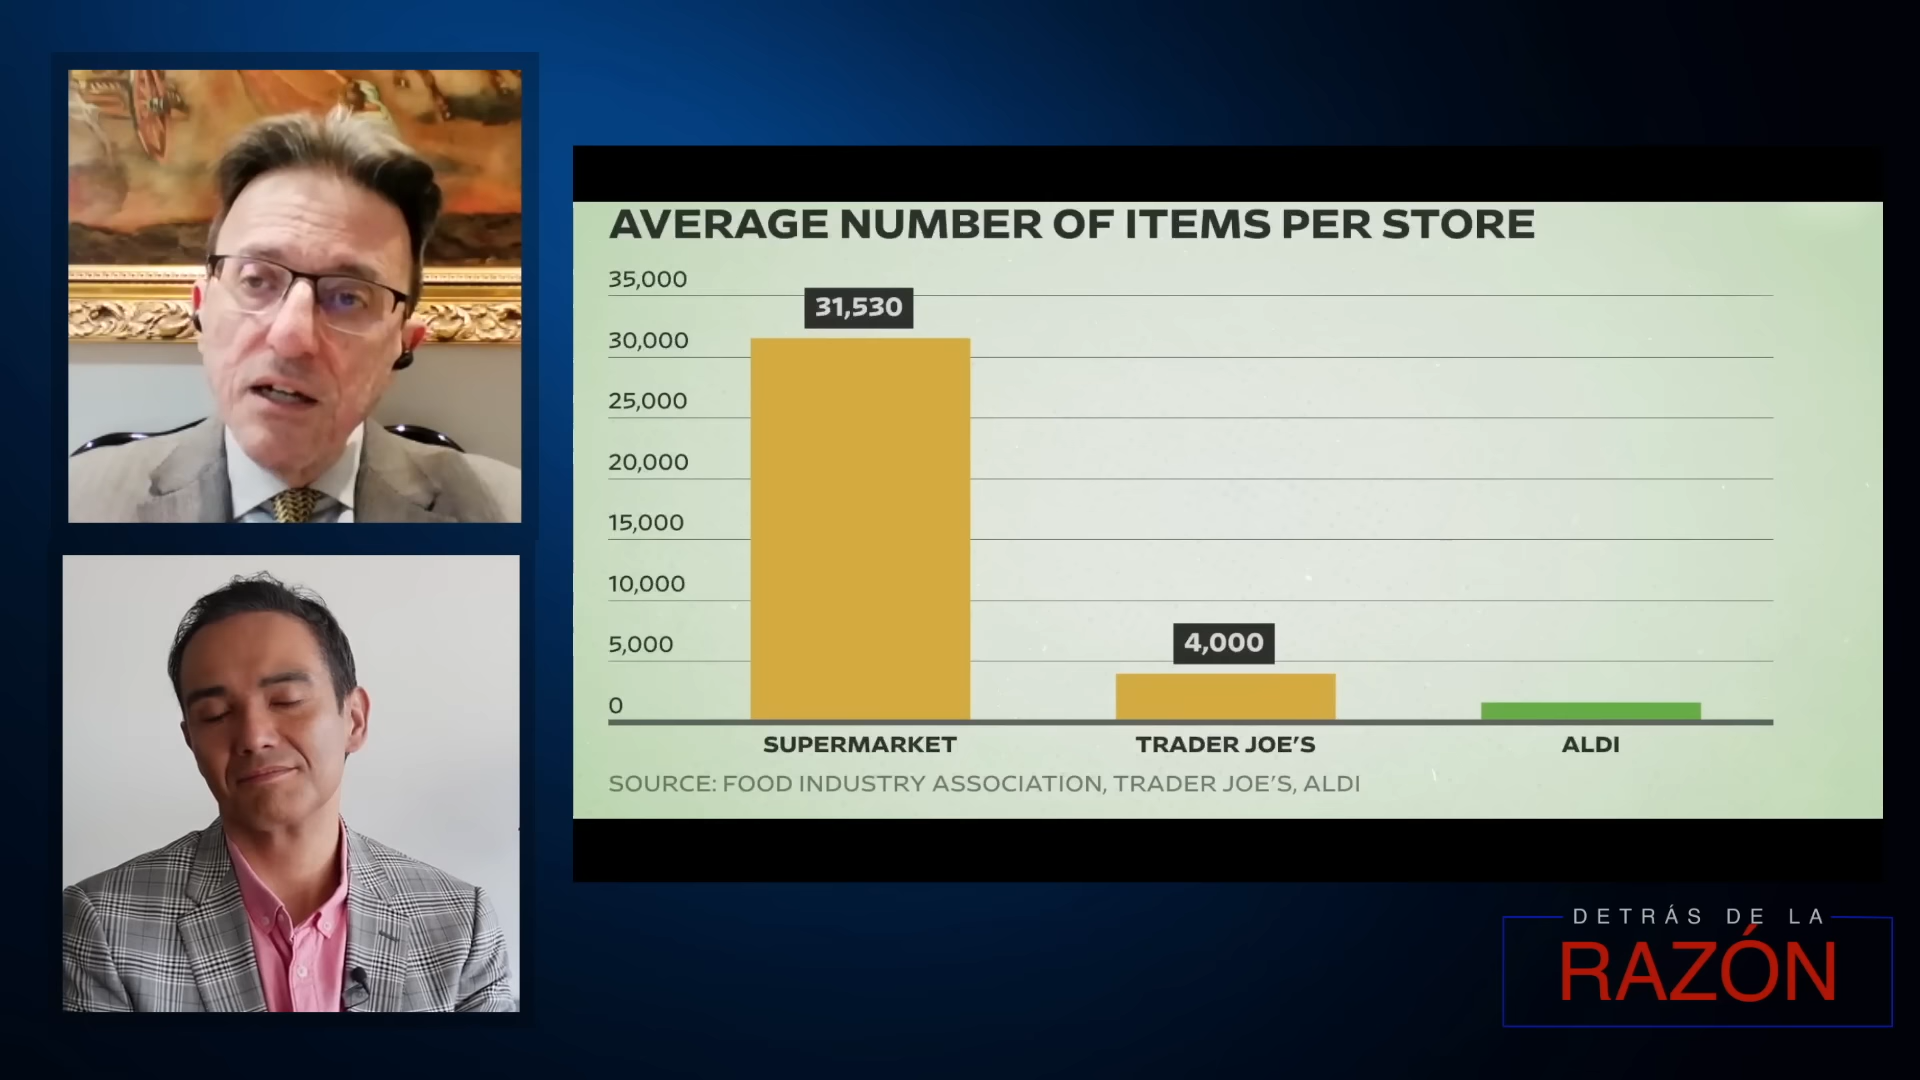 AVERAGE NUMBER OF ITEMS PER STORE
35,000
31,530
30,000
25,000
20,000
15,000
10,000
5,000
4,000
0
SUPERMARKET TRADER JOE'S ALDI
SOURCE: FOOD INDUSTRY ASSOCIATION, TRADER JOE'S, ALDI
DETRÁS DE LA
RAZÓN